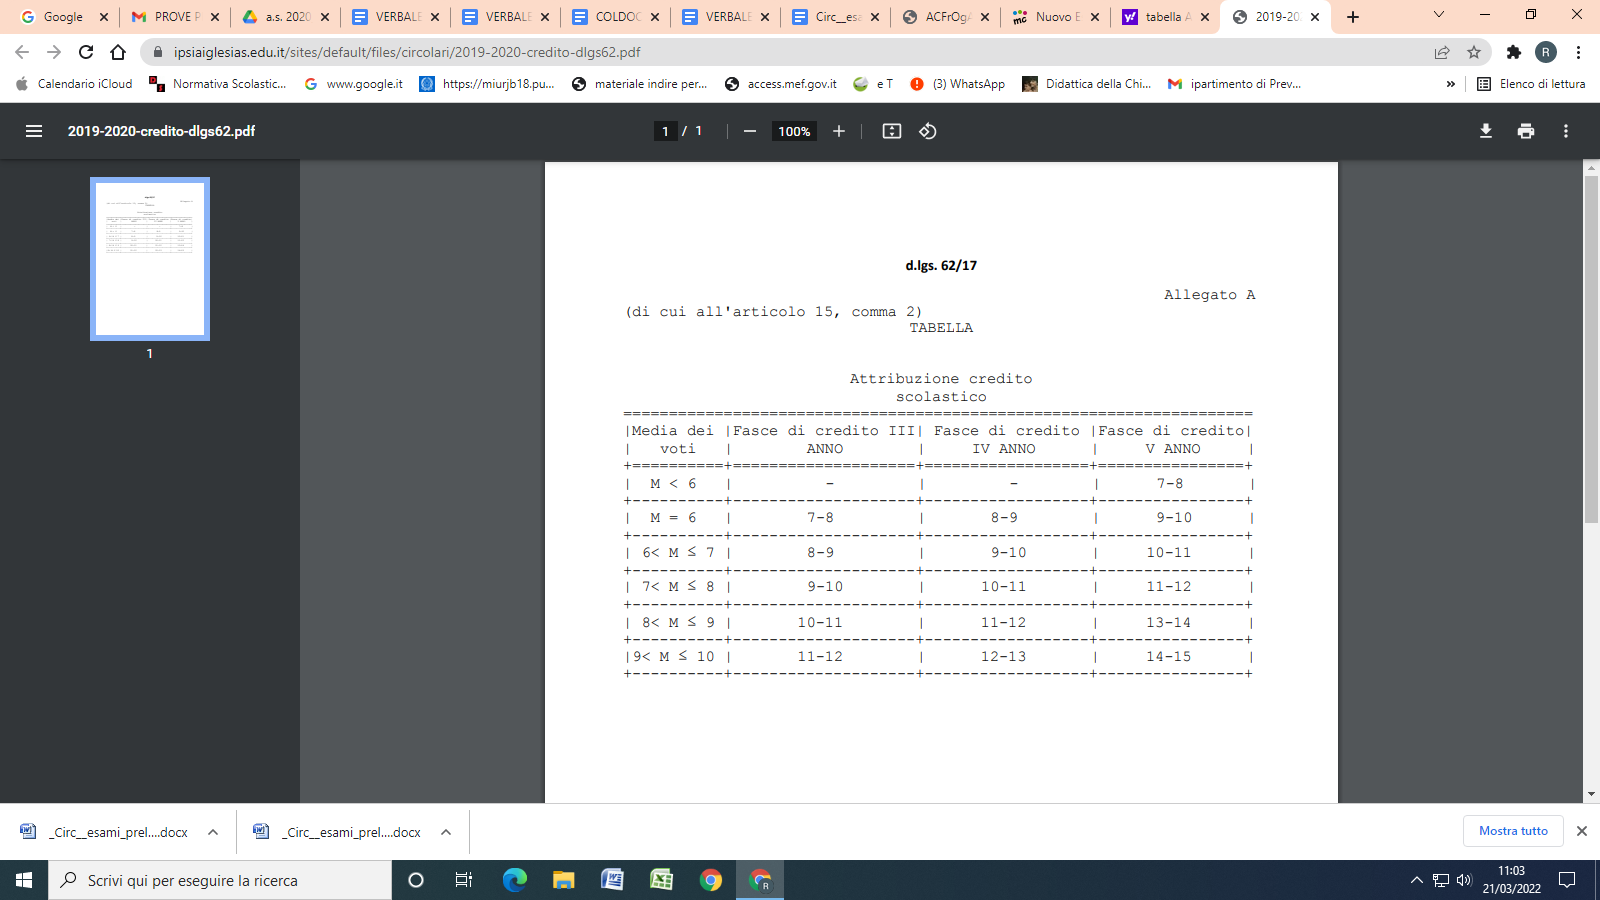 Google
PROVE P
a.s. 2020
VERBALE
VERBALE
COLDOC
VERBALE
Circ__esa
ACFrOgA
Nuovo E
tabella A
2019-20
ipsiaiglesias.edu.it/sites/default/files/circolari/2019-2020-credito-dlgs62.pdf
R
Calendario iCloud
Normativa Scolastic...
www.google.it
https://miurjb18.pu...
materiale indire per...
access.mef.gov.it
e T
(3) WhatsApp
Didattica della Chi...
ipartimento di Prev...
»
Elenco di lettura
2019-2020-credito-dlgs62.pdf
1 / 1
100%
1
d.lgs. 62/17
Allegato A
(di cui all'articolo 15, comma 2)
TABELLA
Attribuzione credito
scolastico
|Media dei |Fasce di credito III| Fasce di credito |Fasce di credito|
| voti | ANNO | IV ANNO | V ANNO |
| M < 6 | - | - | 7-8 |
| M = 6 | 7-8 | 8-9 | 9-10 |
| 6< M ≤ 7 | 8-9 | 9-10 | 10-11 |
| 7< M ≤ 8 | 9-10 | 10-11 | 11-12 |
| 8< M ≤ 9 | 10-11 | 11-12 | 13-14 |
|9< M ≤ 10 | 11-12 | 12-13 | 14-15 |
_Circ__esami_prel....docx
_Circ__esami_prel....docx
Mostra tutto
Scrivi qui per eseguire la ricerca
11:03
21/03/2022